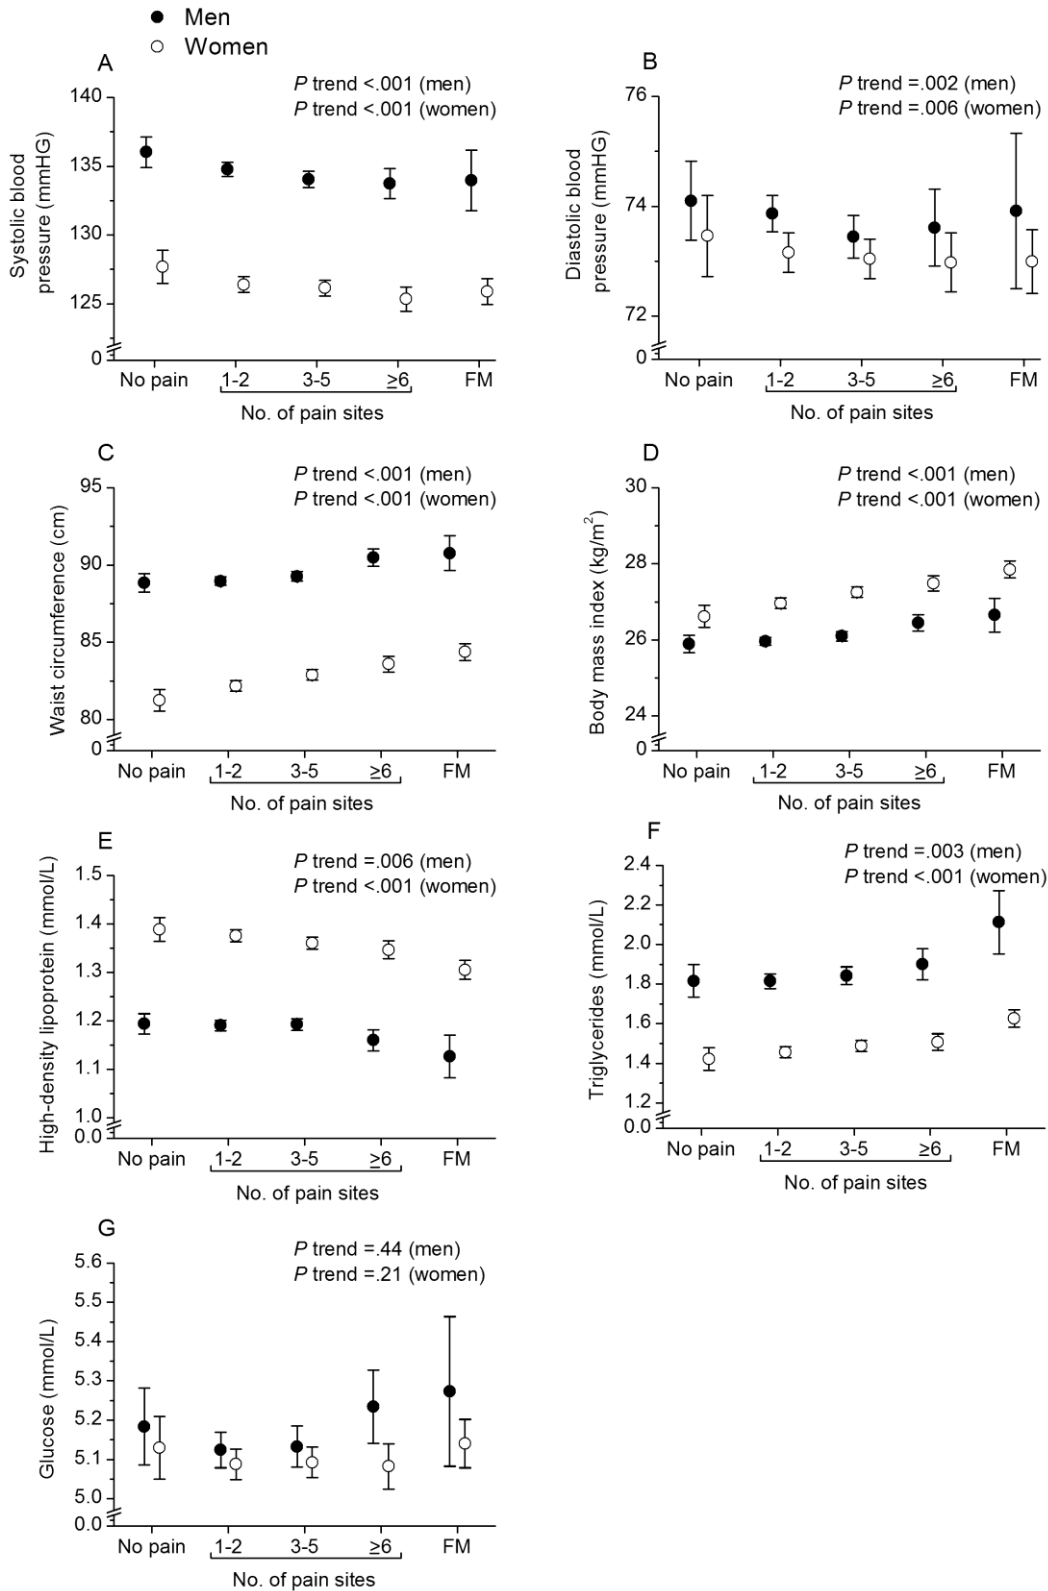 Men
Women
A
P trend <.001 (men)
P trend <.001 (women)
Systolic blood
pressure (mmHG)
140
135
130
125
0
No pain 1-2 3-5 ≥6 FM
No. of pain sites
B
P trend =.002 (men)
P trend =.006 (women)
Diastolic blood
pressure (mmHG)
76
74
72
0
No pain 1-2 3-5 ≥6 FM
No. of pain sites
C
P trend <.001 (men)
P trend <.001 (women)
Waist circumference (cm)
95
90
85
80
0
No pain 1-2 3-5 ≥6 FM
No. of pain sites
D
P trend <.001 (men)
P trend <.001 (women)
Body mass index (kg/m²)
30
28
26
24
0
No pain 1-2 3-5 ≥6 FM
No. of pain sites
E
P trend =.006 (men)
P trend <.001 (women)
High-density lipoprotein (mmol/L)
1.5
1.4
1.3
1.2
1.1
1.0
0.0
No pain 1-2 3-5 ≥6 FM
No. of pain sites
F
P trend =.003 (men)
P trend <.001 (women)
Triglycerides (mmol/L)
2.4
2.2
2.0
1.8
1.6
1.4
1.2
0.0
No pain 1-2 3-5 ≥6 FM
No. of pain sites
G
P trend =.44 (men)
P trend =.21 (women)
Glucose (mmol/L)
5.6
5.5
5.4
5.3
5.2
5.1
5.0
0.0
No pain 1-2 3-5 ≥6 FM
No. of pain sites